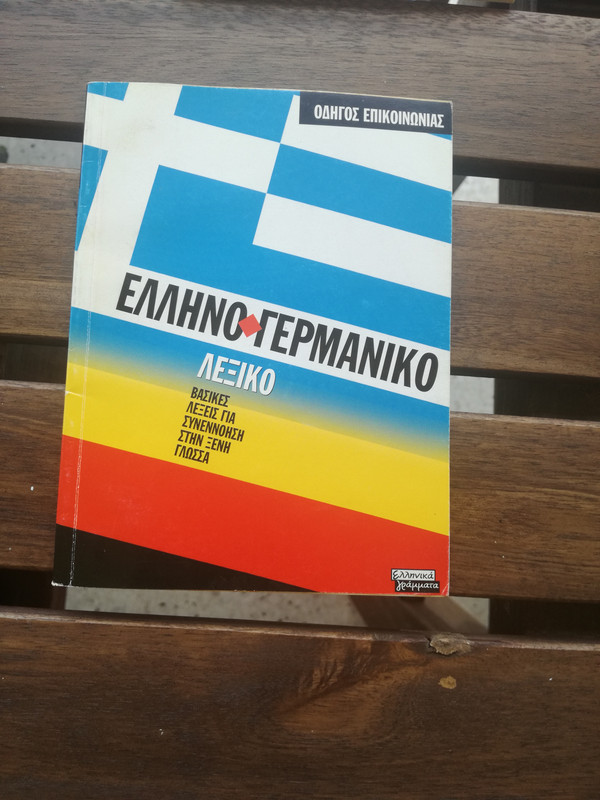 ΟΔΗΓΟΣ ΕΠΙΚΟΙΝΩΝΙΑΣ
ΕΛΛΗΝΟ ΓΕΡΜΑΝΙΚΟ
ΛΕΞΙΚΟ
ΒΑΣΙΚΕΣ
ΛΕΞΕΙΣ ΓΙΑ
ΣΥΝΕΝΝΟΗΣΗ
ΣΤΗΝ ΞΕΝΗ
ΓΛΩΣΣΑ
ελληνικά
γράμματα